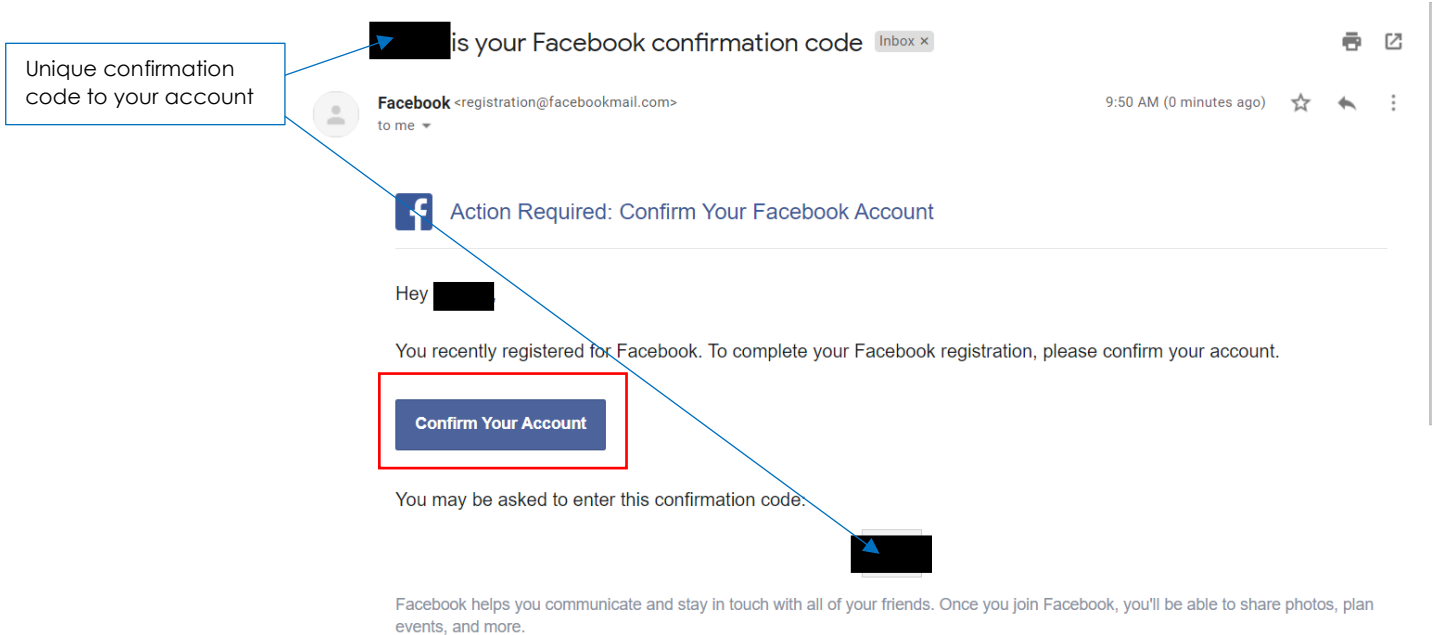 is your Facebook confirmation code Inbox ×
Unique confirmation
code to your account
Facebook <registration@facebookmail.com> 9:50 AM (0 minutes ago)
to me
Action Required: Confirm Your Facebook Account
Hey
You recently registered for Facebook. To complete your Facebook registration, please confirm your account.
Confirm Your Account
You may be asked to enter this confirmation code:
Facebook helps you communicate and stay in touch with all of your friends. Once you join Facebook, you'll be able to share photos, plan
events, and more.